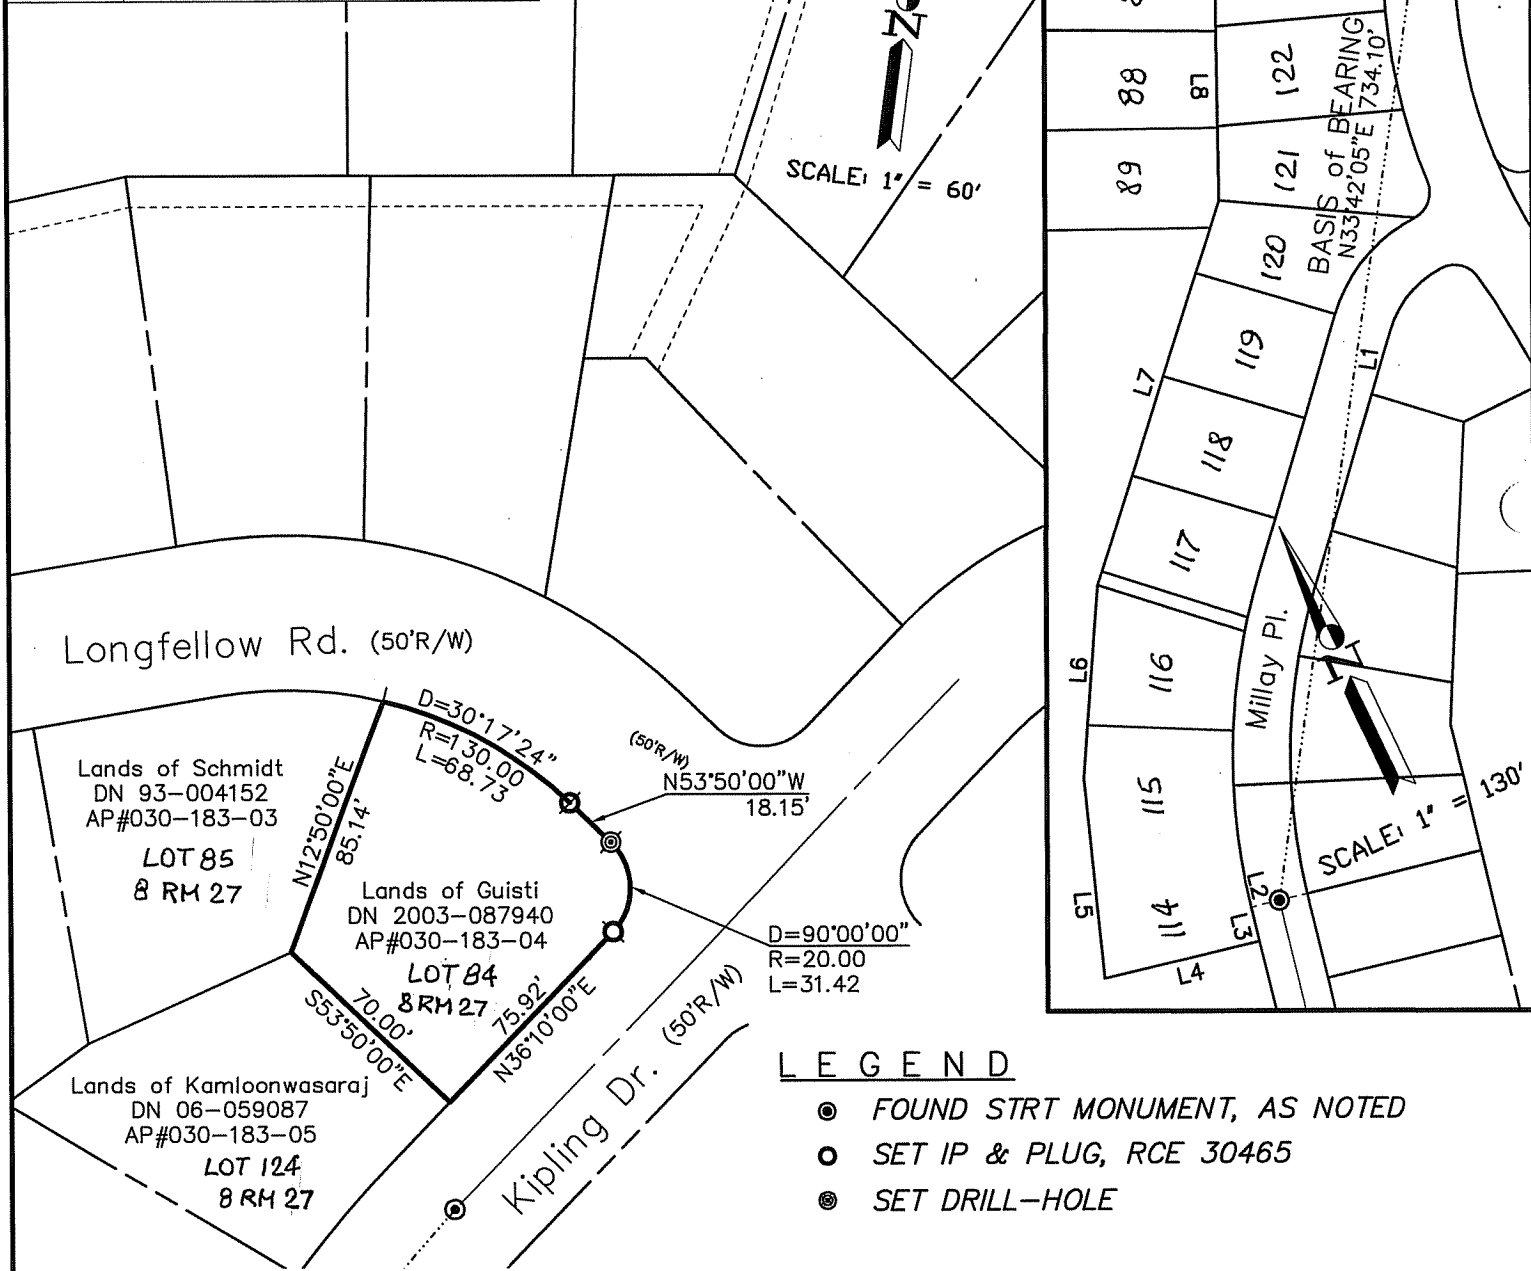 N
SCALE: 1" = 60'
Longfellow Rd. (50'R/W)
D=30°17'24"
R=130.00
L=68.73
(50'R/W)
N53°50'00"W
18.15'
Lands of Schmidt
DN 93-004152
AP#030-183-03
LOT 85
8 RM 27
N12°50'00"E
85.14'
Lands of Guisti
DN 2003-087940
AP#030-183-04
LOT 84
8 RM 27
D=90°00'00"
R=20.00
L=31.42
70.00'
S53°50'00"E
75.92'
N36°10'00"E
Lands of Kamloonwasaraj
DN 06-059087
AP#030-183-05
LOT 124
8 RM 27
Kipling Dr. (50'R/W)
88
L8
122
89
121
BASIS of BEARING
N33°42'05"E 734.10'
120
119
L7
L1
118
117
116
L6
Millay Pl.
N
115
SCALE: 1" = 130'
L5
114
L2
L3
L4
LEGEND
FOUND STRT MONUMENT, AS NOTED
SET IP & PLUG, RCE 30465
SET DRILL-HOLE